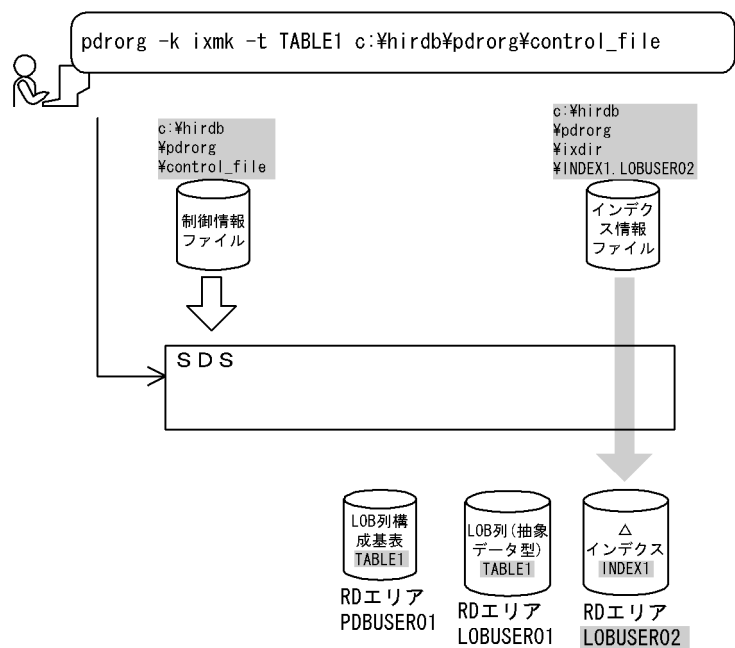 pdrorg -k ixmk -t TABLE1 c:¥hirdb¥pdrorg¥control_file
c:¥hirdb
¥pdrorg
¥control_file
制御情報
ファイル
c:¥hirdb
¥pdrorg
¥ixdir
¥INDEX1.LOBUSER02
インデク
ス情報
ファイル
ＳＤＳ
LOB列構
成基表
TABLE1
RDエリア
PDBUSER01
LOB列(抽象
データ型)
TABLE1
RDエリア
LOBUSER01
△
インデクス
INDEX1
RDエリア
LOBUSER02